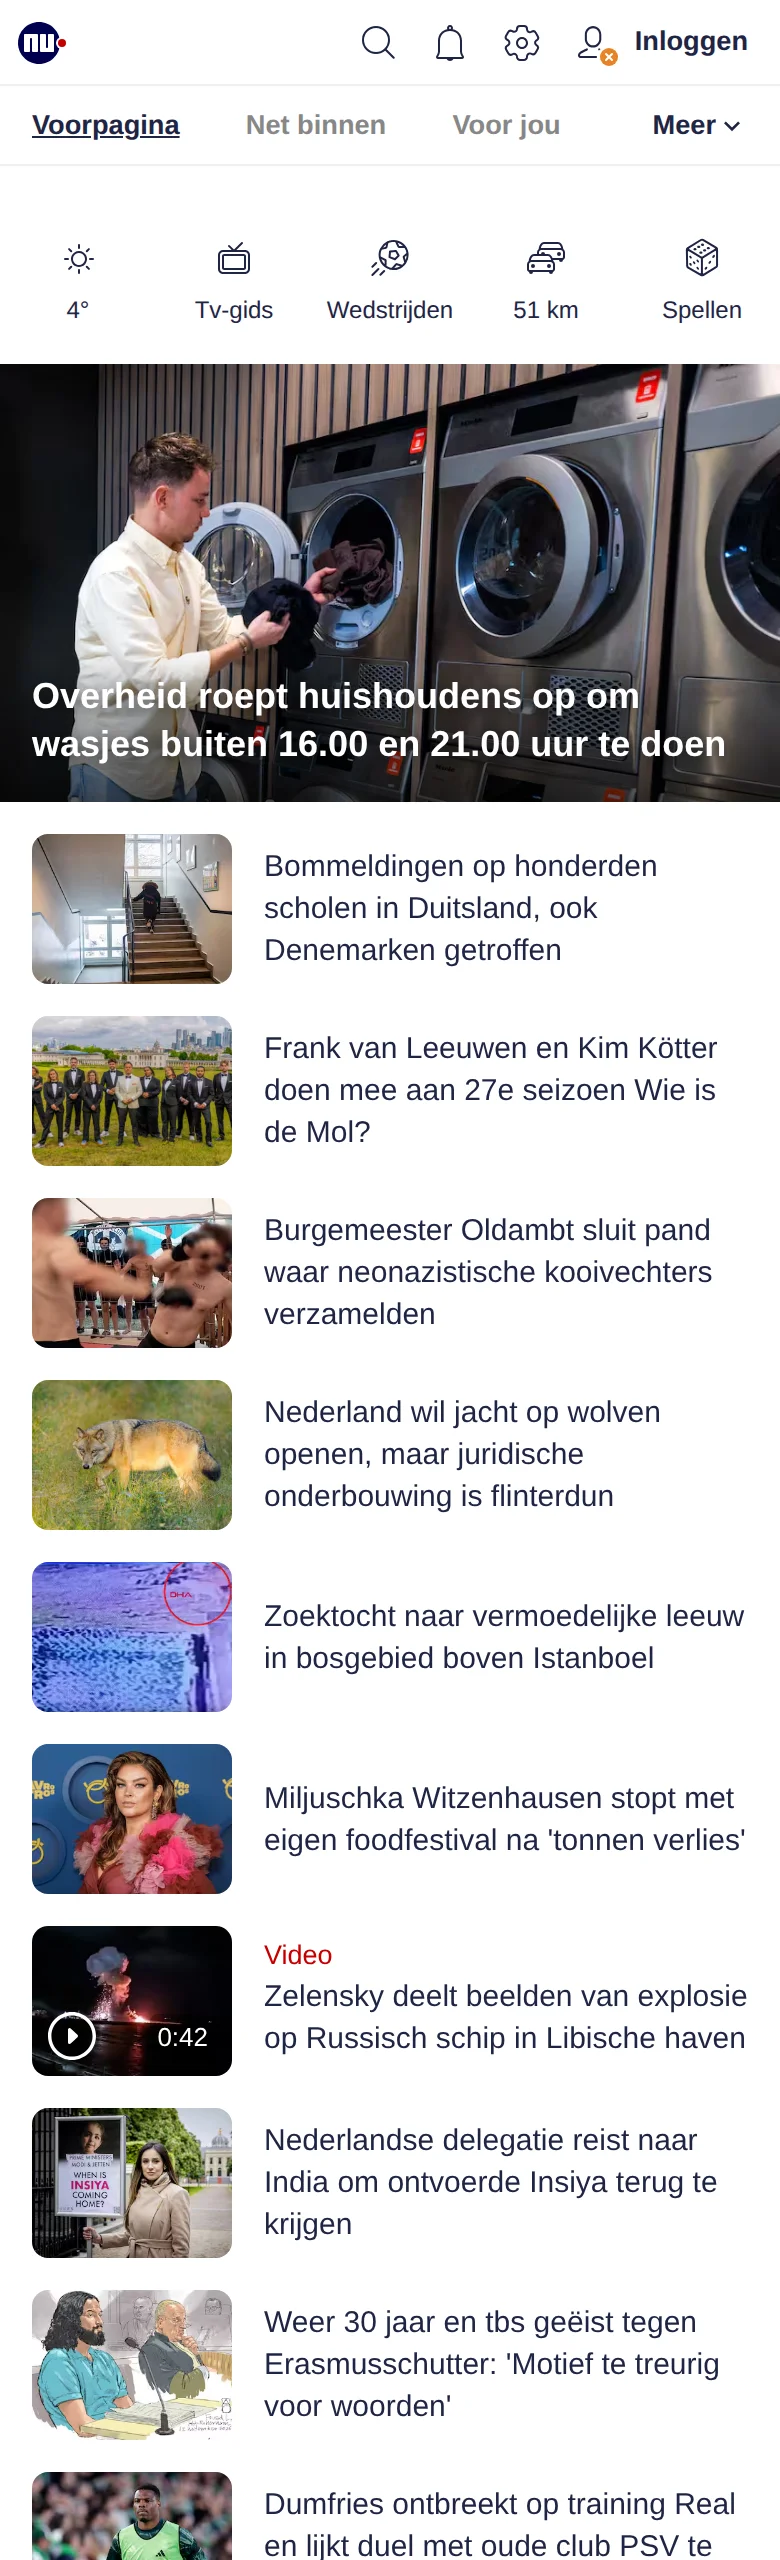 nu
Inloggen
Voorpagina Net binnen Voor jou Meer
4° Tv-gids Wedstrijden 51 km Spellen
Overheid roept huishoudens op om
wasjes buiten 16.00 en 21.00 uur te doen
Bommeldingen op honderden
scholen in Duitsland, ook
Denemarken getroffen
Frank van Leeuwen en Kim Kötter
doen mee aan 27e seizoen Wie is
de Mol?
Burgemeester Oldambt sluit pand
waar neonazistische kooivechters
verzamelden
Nederland wil jacht op wolven
openen, maar juridische
onderbouwing is flinterdun
DHA
Zoektocht naar vermoedelijke leeuw
in bosgebied boven Istanboel
Miljuschka Witzenhausen stopt met
eigen foodfestival na 'tonnen verlies'
0:42
Video
Zelensky deelt beelden van explosie
op Russisch schip in Libische haven
PRIME MINISTERS
MODI & JETTEN
WHEN IS
INSIYA
COMING
HOME?
Nederlandse delegatie reist naar
India om ontvoerde Insiya terug te
krijgen
Weer 30 jaar en tbs geëist tegen
Erasmusschutter: 'Motief te treurig
voor woorden'
Dumfries ontbreekt op training Real
en lijkt duel met oude club PSV te